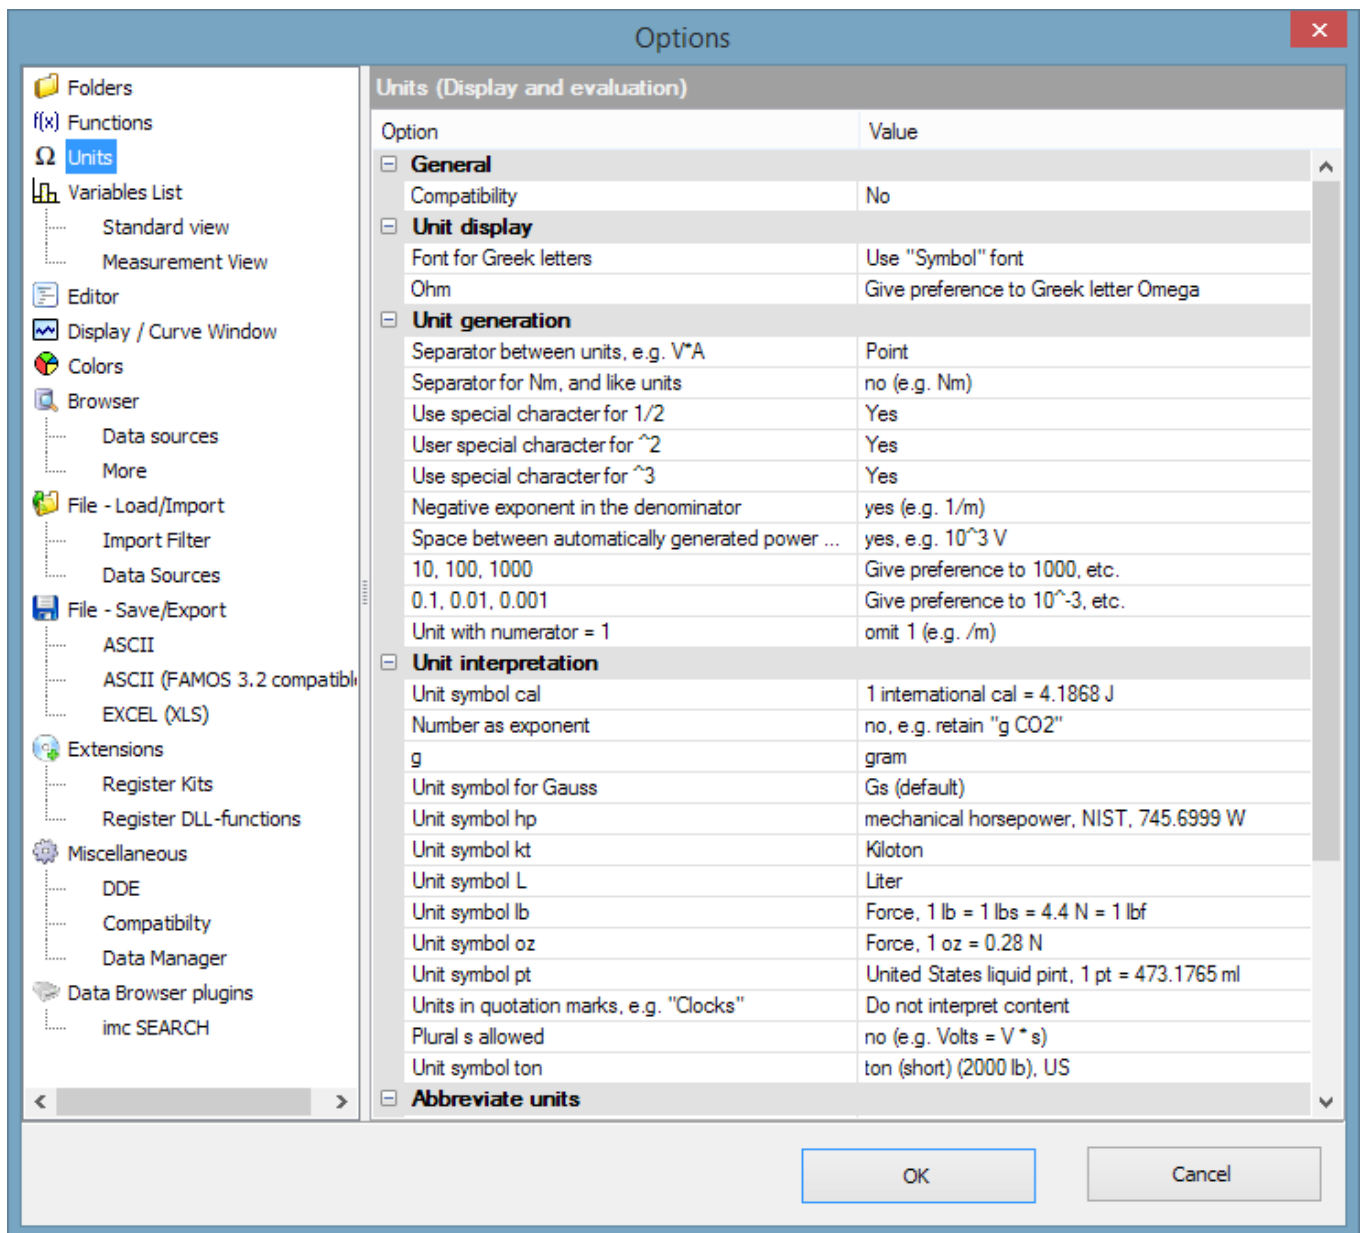 Options
Folders
f(x) Functions
Ω Units
Variables List
Standard view
Measurement View
Editor
Display / Curve Window
Colors
Browser
Data sources
More
File - Load/Import
Import Filter
Data Sources
File - Save/Export
ASCII
ASCII (FAMOS 3.2 compatible
EXCEL (XLS)
Extensions
Register Kits
Register DLL-functions
Miscellaneous
DDE
Compatibilty
Data Manager
Data Browser plugins
imc SEARCH
Units (Display and evaluation)
Option Value
General
Compatibility No
Unit display
Font for Greek letters Use "Symbol" font
Ohm Give preference to Greek letter Omega
Unit generation
Separator between units, e.g. V*A Point
Separator for Nm, and like units no (e.g. Nm)
Use special character for 1/2 Yes
User special character for ^2 Yes
Use special character for ^3 Yes
Negative exponent in the denominator yes (e.g. 1/m)
Space between automatically generated power ... yes, e.g. 10^3 V
10, 100, 1000 Give preference to 1000, etc.
0.1, 0.01, 0.001 Give preference to 10^-3, etc.
Unit with numerator = 1 omit 1 (e.g. /m)
Unit interpretation
Unit symbol cal 1 international cal = 4.1868 J
Number as exponent no, e.g. retain "g CO2"
g gram
Unit symbol for Gauss Gs (default)
Unit symbol hp mechanical horsepower, NIST, 745.6999 W
Unit symbol kt Kiloton
Unit symbol L Liter
Unit symbol lb Force, 1 lb = 1 lbs = 4.4 N = 1 lbf
Unit symbol oz Force, 1 oz = 0.28 N
Unit symbol pt United States liquid pint, 1 pt = 473.1765 ml
Units in quotation marks, e.g. "Clocks" Do not interpret content
Plural s allowed no (e.g. Volts = V * s)
Unit symbol ton ton (short) (2000 lb), US
Abbreviate units
OK Cancel